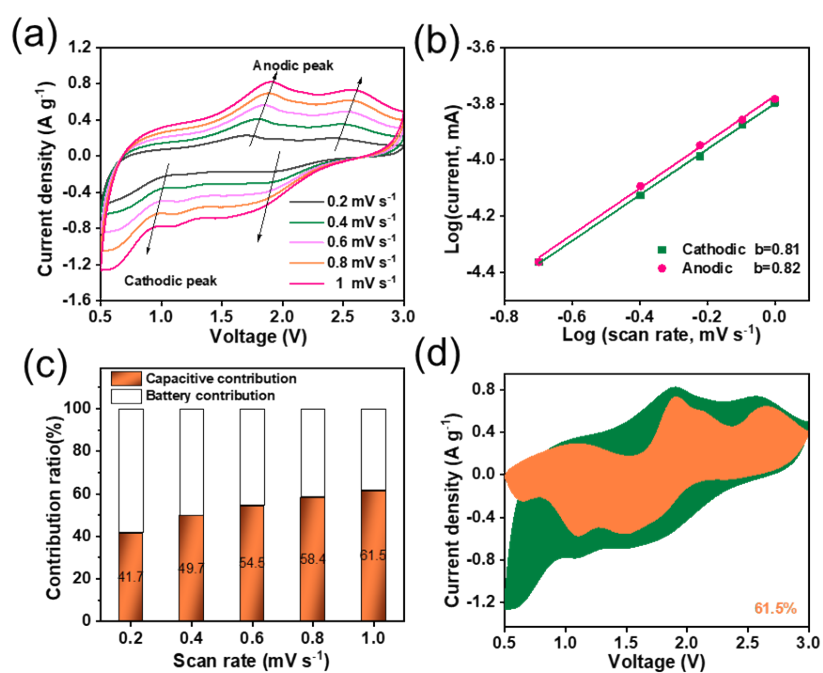 (a)
Current density (A g⁻¹)
1.2
0.8
0.4
0.0
-0.4
-0.8
-1.2
-1.6
Anodic peak
Cathodic peak
0.2 mV s⁻¹
0.4 mV s⁻¹
0.6 mV s⁻¹
0.8 mV s⁻¹
1 mV s⁻¹
0.5 1.0 1.5 2.0 2.5 3.0
Voltage (V)
(b)
Log(current, mA)
-3.6
-3.8
-4.0
-4.2
-4.4
Cathodic b=0.81
Anodic b=0.82
-0.8 -0.6 -0.4 -0.2 0.0
Log (scan rate, mV s⁻¹)
(c)
Contribution ratio(%)
Capacitive contribution
Battery contribution
100
80
60
40
20
0
41.7 49.7 54.5 58.4 61.5
0.2 0.4 0.6 0.8 1.0
Scan rate (mV s⁻¹)
(d)
Current density (A g⁻¹)
0.8
0.4
0.0
-0.4
-0.8
-1.2
61.5%
0.5 1.0 1.5 2.0 2.5 3.0
Voltage (V)